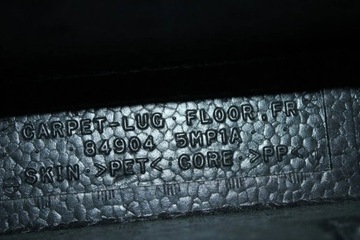 CARPET-LUG FLOOR,FR
84904 5MP1A
SKIN->PET< CORE->PP<